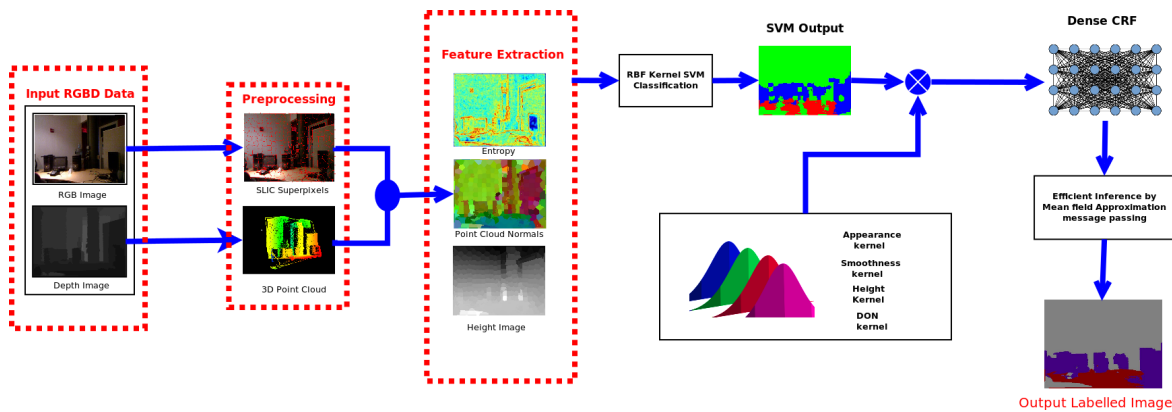 Input RGBD Data
RGB Image
Depth Image
Preprocessing
SLIC Superpixels
3D Point Cloud
Feature Extraction
Entropy
Point Cloud Normals
Height Image
RBF Kernel SVM
Classification
SVM Output
Appearance
kernel
Smoothness
kernel
Height
Kernel
DON
kernel
Dense CRF
Efficient Inference by
Mean field Approximation
message passing
Output Labelled Image